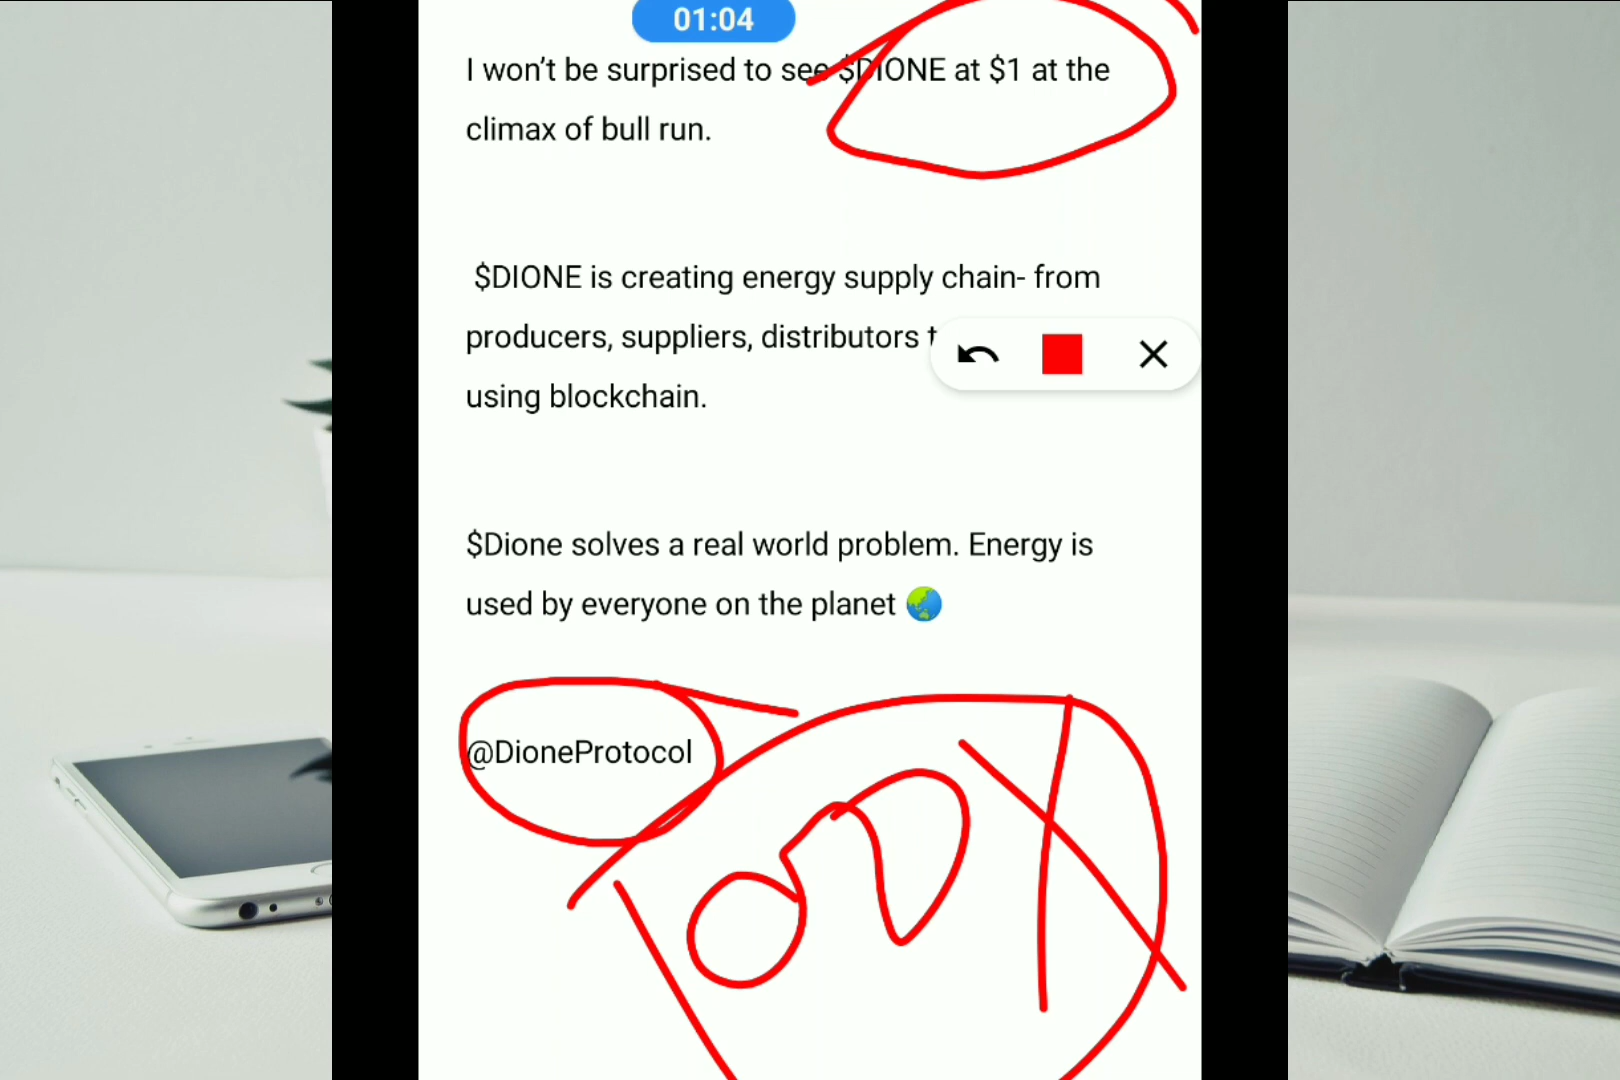 01:04
I won't be surprised to see $DIONE at $1 at the
climax of bull run.
$DIONE is creating energy supply chain- from
producers, suppliers, distributors
using blockchain.
$Dione solves a real world problem. Energy is
used by everyone on the planet 🌏
@DioneProtocol